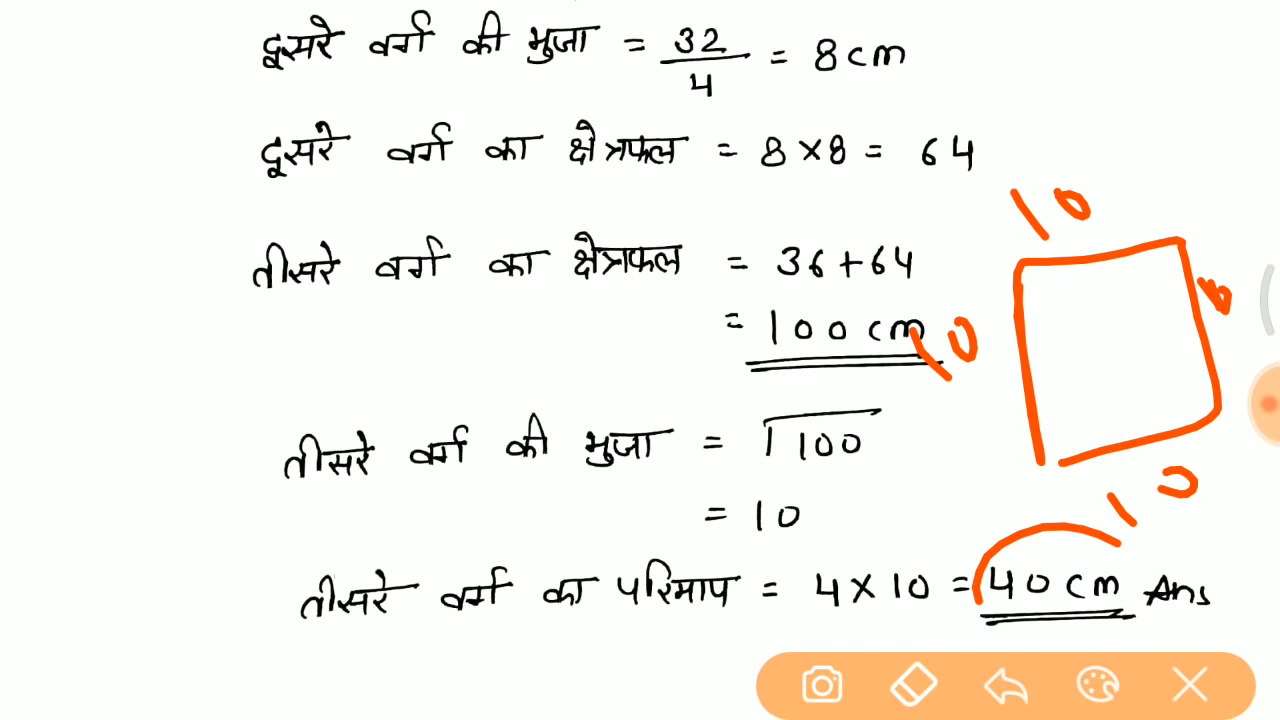 दूसरे वर्ग की भुजा = 32/4 = 8 cm
दूसरे वर्ग का क्षेत्रफल = 8 × 8 = 64
तीसरे वर्ग का क्षेत्रफल = 36 + 64
= 100 cm
तीसरे वर्ग की भुजा = √100
= 10
तीसरे वर्ग का परिमाप = 4 × 10 = 40 cm Ans
10
10
10